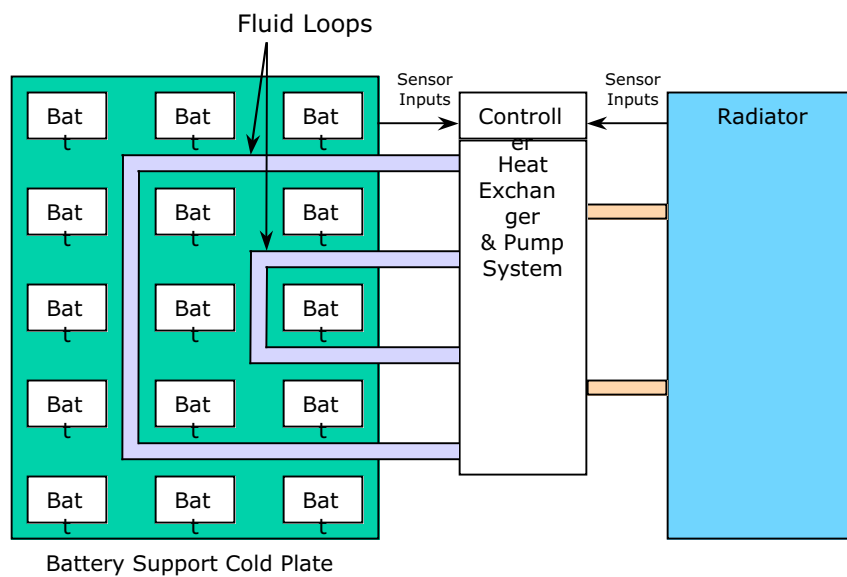 Fluid Loops
Sensor
Inputs
Sensor
Inputs
Bat
t
Bat
t
Bat
t
Controll
er
Radiator
Heat
Exchan
ger
& Pump
System
Bat
t
Bat
t
Bat
t
Bat
t
Bat
t
Bat
t
Bat
t
Bat
t
Bat
t
Bat
t
Bat
t
Bat
t
Battery Support Cold Plate